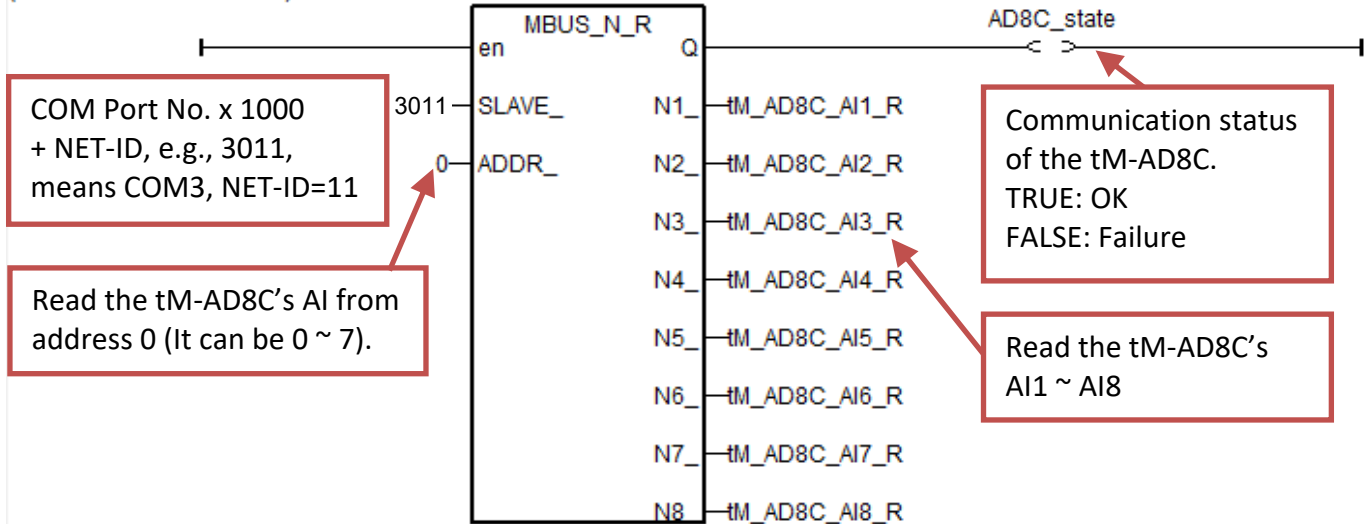 MBUS_N_R
AD8C_state
en
Q
COM Port No. x 1000
+ NET-ID, e.g., 3011,
means COM3, NET-ID=11
3011
SLAVE_
N1_
tM_AD8C_AI1_R
0
ADDR_
N2_
tM_AD8C_AI2_R
N3_
tM_AD8C_AI3_R
Communication status
of the tM-AD8C.
TRUE: OK
FALSE: Failure
Read the tM-AD8C’s AI from
address 0 (It can be 0 ~ 7).
N4_
tM_AD8C_AI4_R
N5_
tM_AD8C_AI5_R
Read the tM-AD8C’s
AI1 ~ AI8
N6_
tM_AD8C_AI6_R
N7_
tM_AD8C_AI7_R
N8_
tM_AD8C_AI8_R